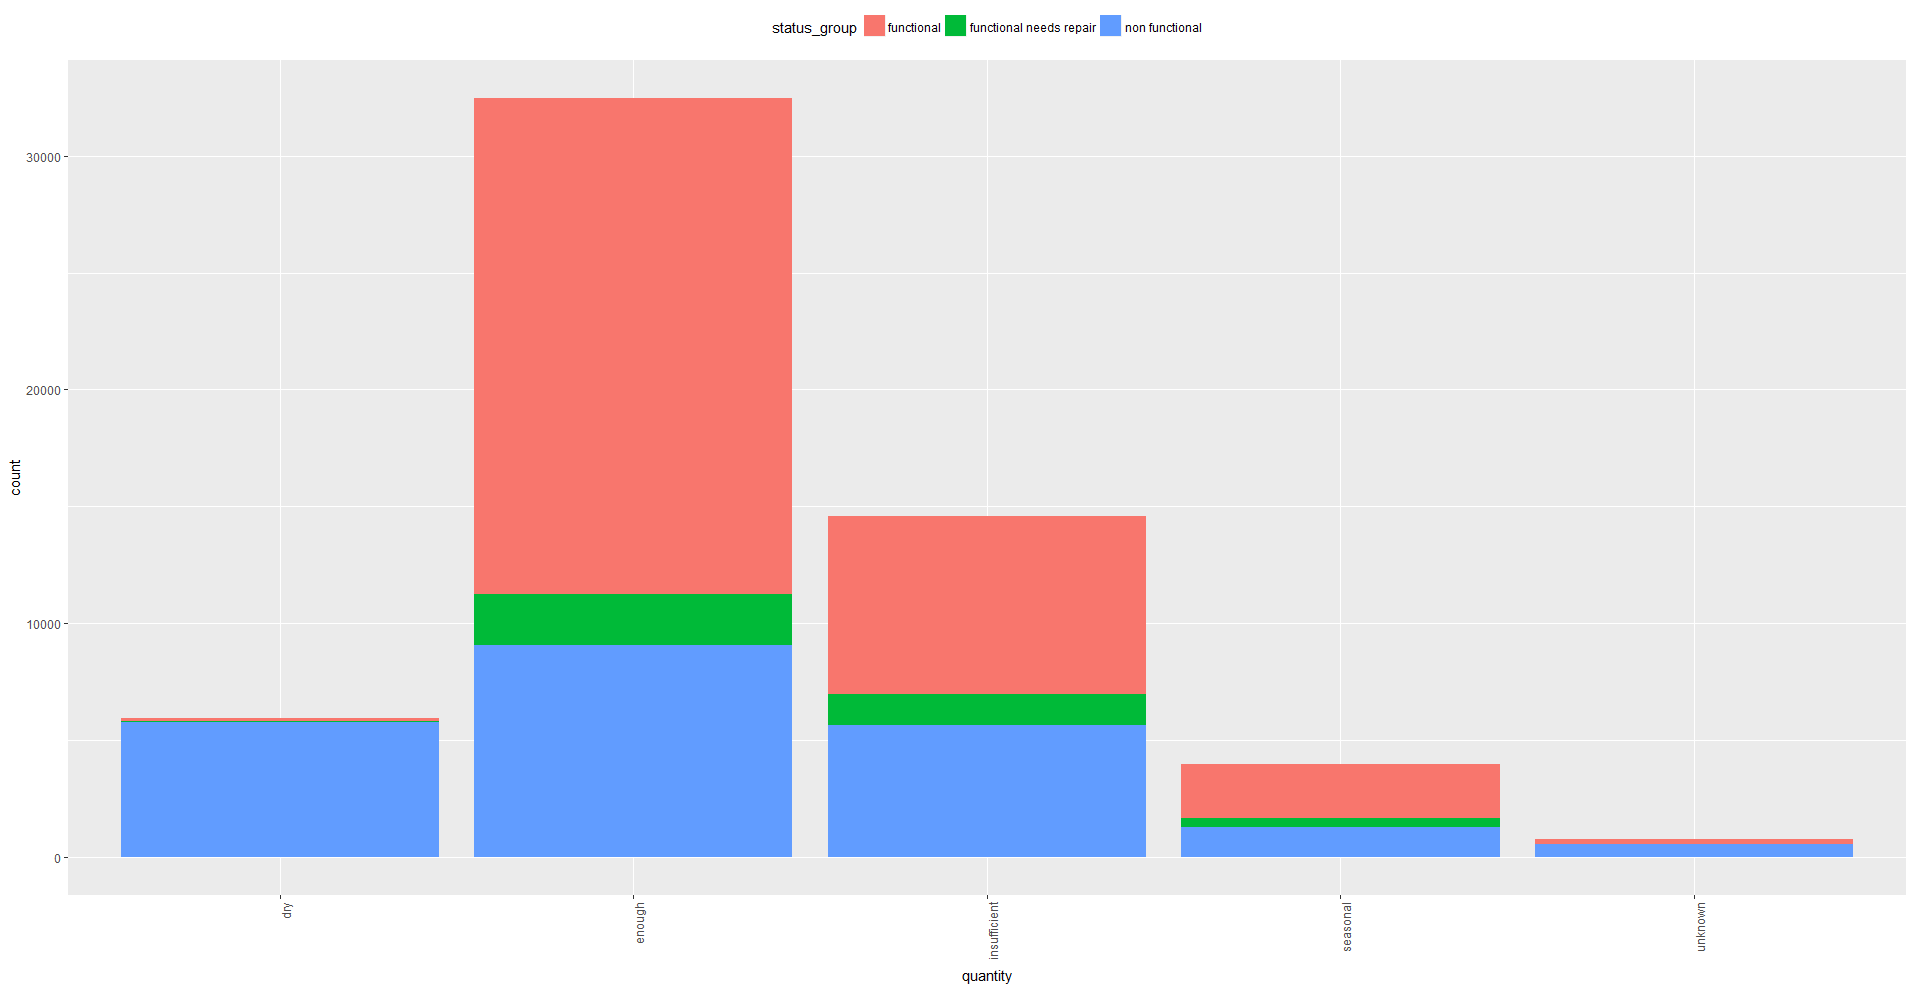 status_group functional functional needs repair non functional
count
30000
20000
10000
0
dry
enough
insufficient
seasonal
unknown
quantity